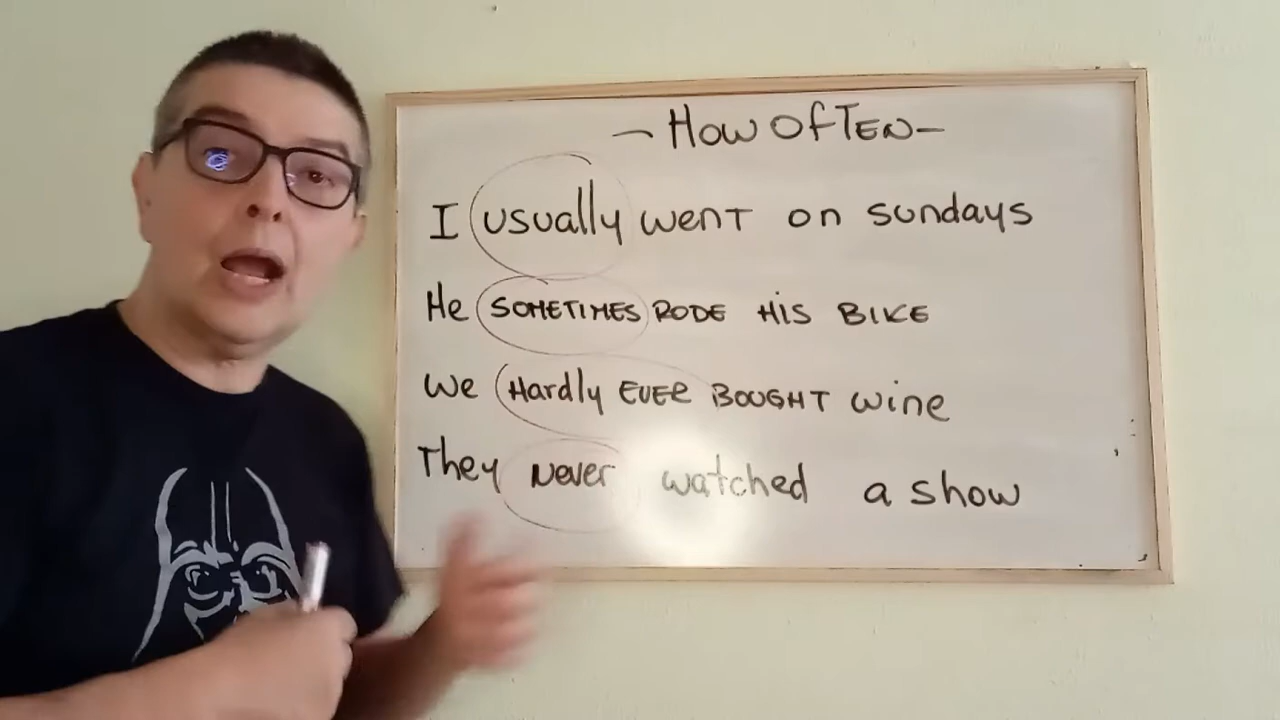 - How OfTEN -
I usually went on sundays
He SOMETIMES RODE HIS BIKE
We Hardly EVER BOUGHT wine
They Never watched a show